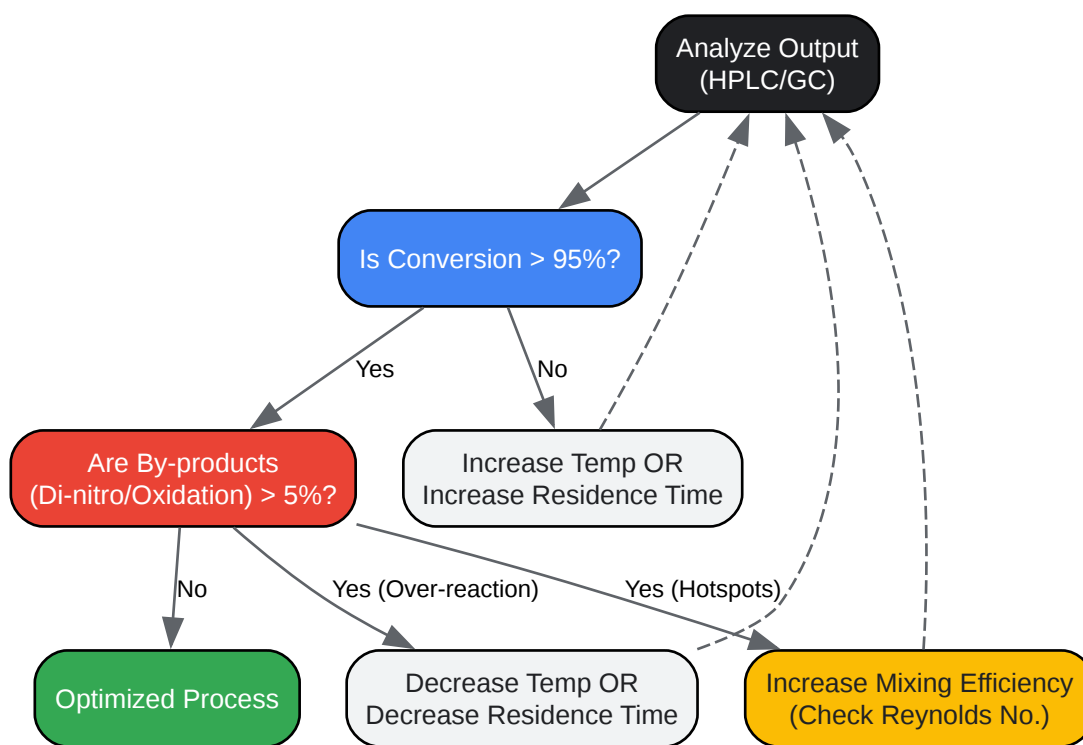 Analyze Output
(HPLC/GC)
Is Conversion > 95%?
Yes
No
Are By-products
(Di-nitro/Oxidation) > 5%?
Increase Temp OR
Increase Residence Time
No
Yes (Over-reaction)
Yes (Hotspots)
Optimized Process
Decrease Temp OR
Decrease Residence Time
Increase Mixing Efficiency
(Check Reynolds No.)